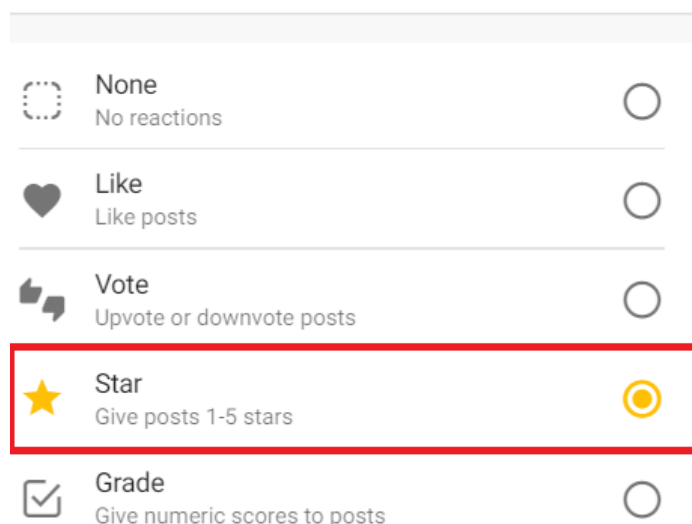 None
No reactions
Like
Like posts
Vote
Upvote or downvote posts
Star
Give posts 1-5 stars
Grade
Give numeric scores to posts